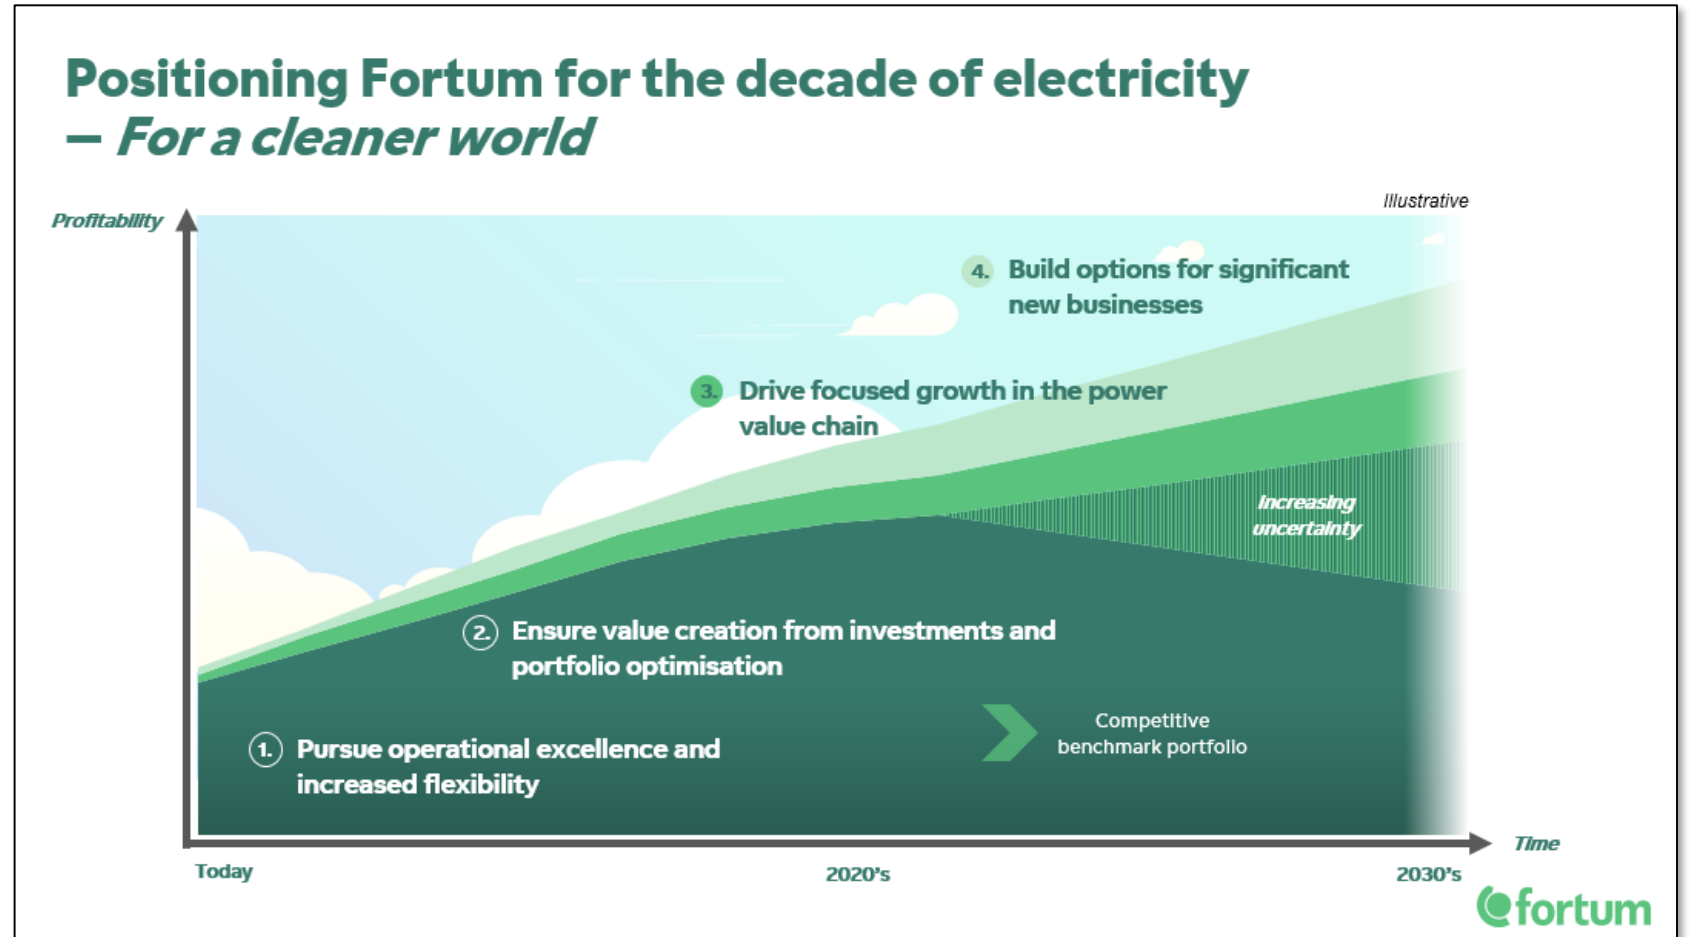 Positioning Fortum for the decade of electricity
– For a cleaner world
Illustrative
Profitability
4. Build options for significant
new businesses
3. Drive focused growth in the power
value chain
Increasing
uncertainty
2. Ensure value creation from investments and
portfolio optimisation
Competitive
benchmark portfolio
1. Pursue operational excellence and
increased flexibility
Time
Today
2020's
2030's
fortum